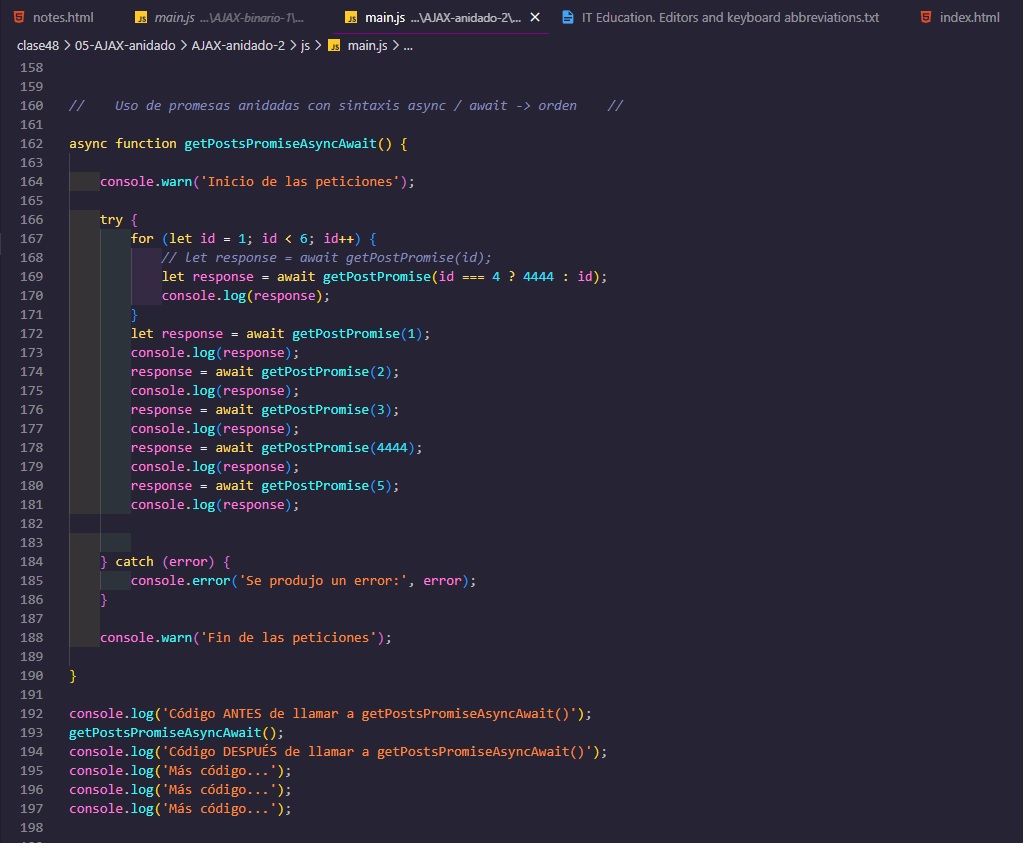 notes.html main.js ...\AJAX-binario-1\... main.js ...\AJAX-anidado-2\... IT Education. Editors and keyboard abbreviations.txt index.html
clase48 > 05-AJAX-anidado > AJAX-anidado-2 > js > JS main.js > ...
158
159
160 // Uso de promesas anidadas con sintaxis async / await -> orden //
161
162 async function getPostsPromiseAsyncAwait() {
163
164 console.warn('Inicio de las peticiones');
165
166 try {
167 for (let id = 1; id < 6; id++) {
168 // let response = await getPostPromise(id);
169 let response = await getPostPromise(id === 4 ? 4444 : id);
170 console.log(response);
171 }
172 let response = await getPostPromise(1);
173 console.log(response);
174 response = await getPostPromise(2);
175 console.log(response);
176 response = await getPostPromise(3);
177 console.log(response);
178 response = await getPostPromise(4444);
179 console.log(response);
180 response = await getPostPromise(5);
181 console.log(response);
182
183
184 } catch (error) {
185 console.error('Se produjo un error:', error);
186 }
187
188 console.warn('Fin de las peticiones');
189
190 }
191
192 console.log('Código ANTES de llamar a getPostsPromiseAsyncAwait()');
193 getPostsPromiseAsyncAwait();
194 console.log('Código DESPUÉS de llamar a getPostsPromiseAsyncAwait()');
195 console.log('Más código...');
196 console.log('Más código...');
197 console.log('Más código...');
198